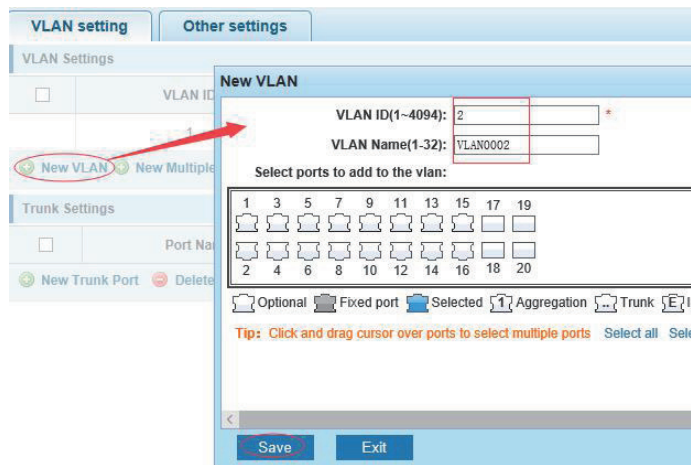 VLAN setting Other settings
VLAN Settings
New VLAN
VLAN ID
VLAN ID(1~4094): 2 *
1
VLAN Name(1-32): VLAN0002
New VLAN New Multiple
Select ports to add to the vlan:
1 3 5 7 9 11 13 15 17 19
Trunk Settings
Port Na
2 4 6 8 10 12 14 16 18 20
New Trunk Port Delete
Optional Fixed port Selected 1 Aggregation .. Trunk E I
Tip: Click and drag cursor over ports to select multiple ports Select all Sele
Save Exit